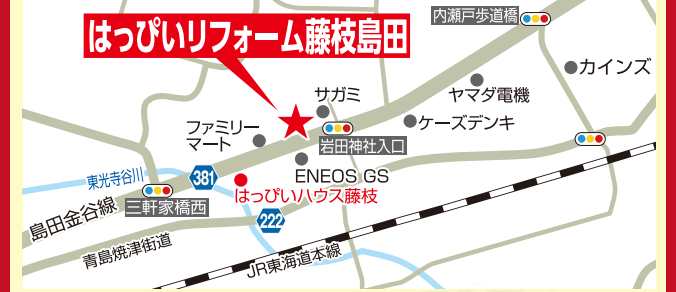 内瀬戸歩道橋
はっぴいリフォーム藤枝島田
カインズ
サガミ
ヤマダ電機
ファミリー
マート
ケーズデンキ
岩田神社入口
東光寺谷川
381
ENEOS GS
はっぴいハウス藤枝
三軒家橋西
島田金谷線
222
青島焼津街道
JR東海道本線